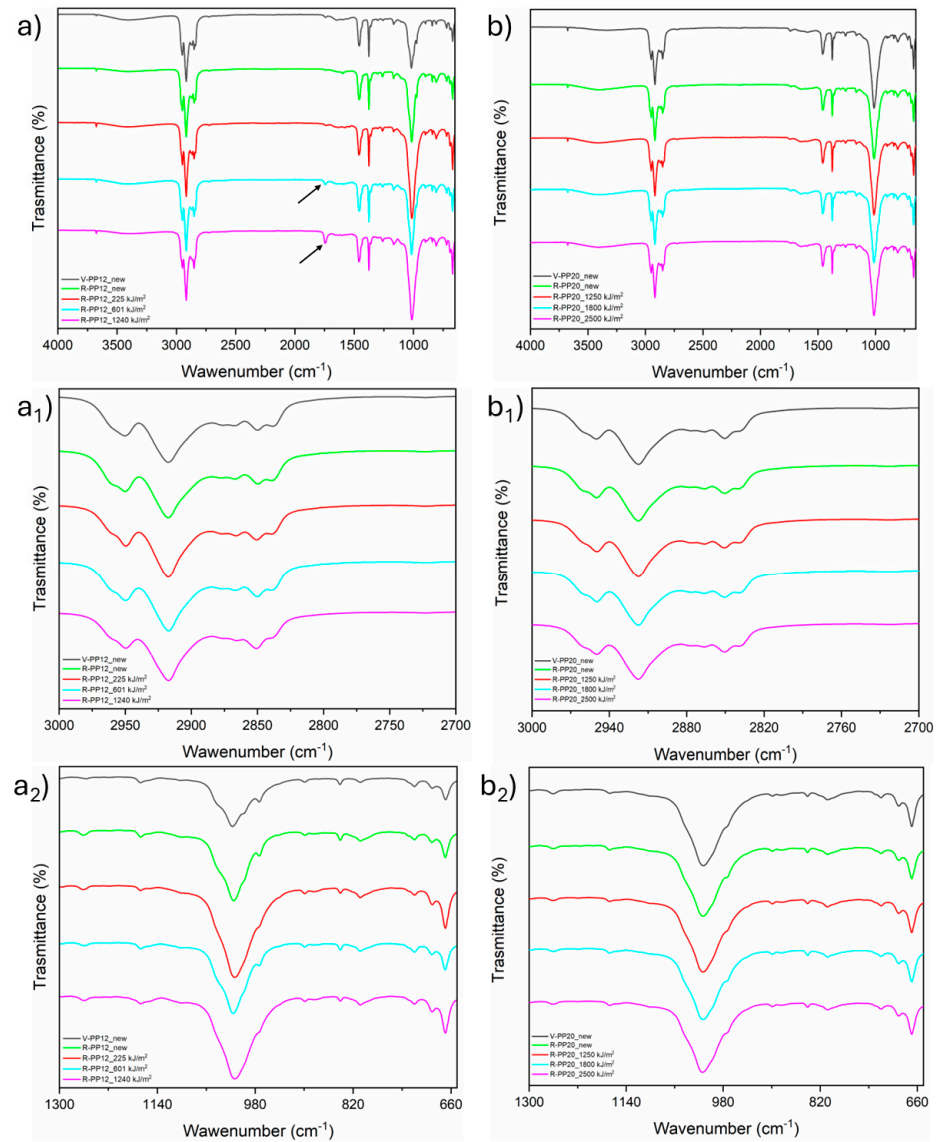 a)
Trasmittance (%)
V-PP12_new
R-PP12_new
R-PP12_225 kJ/m²
R-PP12_601 kJ/m²
R-PP12_1240 kJ/m²
4000 3500 3000 2500 2000 1500 1000
Wawenumber (cm⁻¹)
b)
Trasmittance (%)
V-PP20_new
R-PP20_new
R-PP20_1250 kJ/m²
R-PP20_1800 kJ/m²
R-PP20_2500 kJ/m²
4000 3500 3000 2500 2000 1500 1000
Wawenumber (cm⁻¹)
a₁)
Trasmittance (%)
V-PP12_new
R-PP12_new
R-PP12_225 kJ/m²
R-PP12_601 kJ/m²
R-PP12_1240 kJ/m²
3000 2950 2900 2850 2800 2750 2700
Wawenumber (cm⁻¹)
b₁)
Trasmittance (%)
V-PP20_new
R-PP20_new
R-PP20_1250 kJ/m²
R-PP20_1800 kJ/m²
R-PP20_2500 kJ/m²
3000 2940 2880 2820 2760 2700
Wawenumber (cm⁻¹)
a₂)
Trasmittance (%)
V-PP12_new
R-PP12_new
R-PP12_225 kJ/m²
R-PP12_601 kJ/m²
R-PP12_1240 kJ/m²
1300 1140 980 820 660
Wawenumber (cm⁻¹)
b₂)
Trasmittance (%)
V-PP20_new
R-PP20_new
R-PP20_1250 kJ/m²
R-PP20_1800 kJ/m²
R-PP20_2500 kJ/m²
1300 1140 980 820 660
Wawenumber (cm⁻¹)